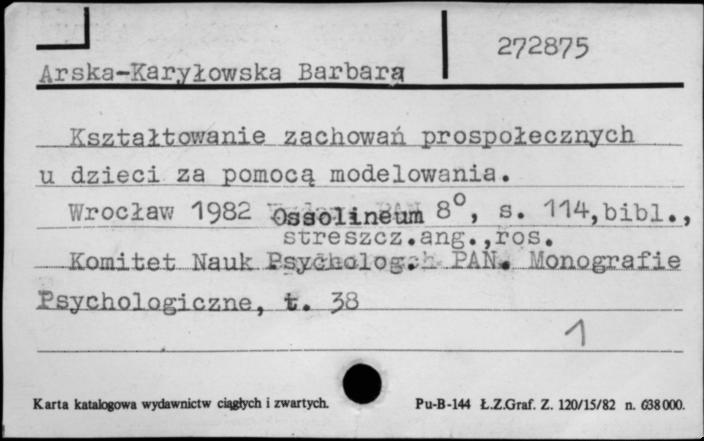 272875
Arska-Karyłowska Barbara
Kształtowanie zachowań prospołecznych
u dzieci za pomocą modelowania.
Wrocław 1982 Ossolineum 8°, s. 114,bibl.,
streszcz.ang.,ros.
Komitet Nauk Psycholog. PAN. Monografie
Psychologiczne, t. 38
1
Karta katalogowa wydawnictw ciągłych i zwartych. Pu-B-144 Ł.Z.Graf. Z. 120/15/82 n. 638000.